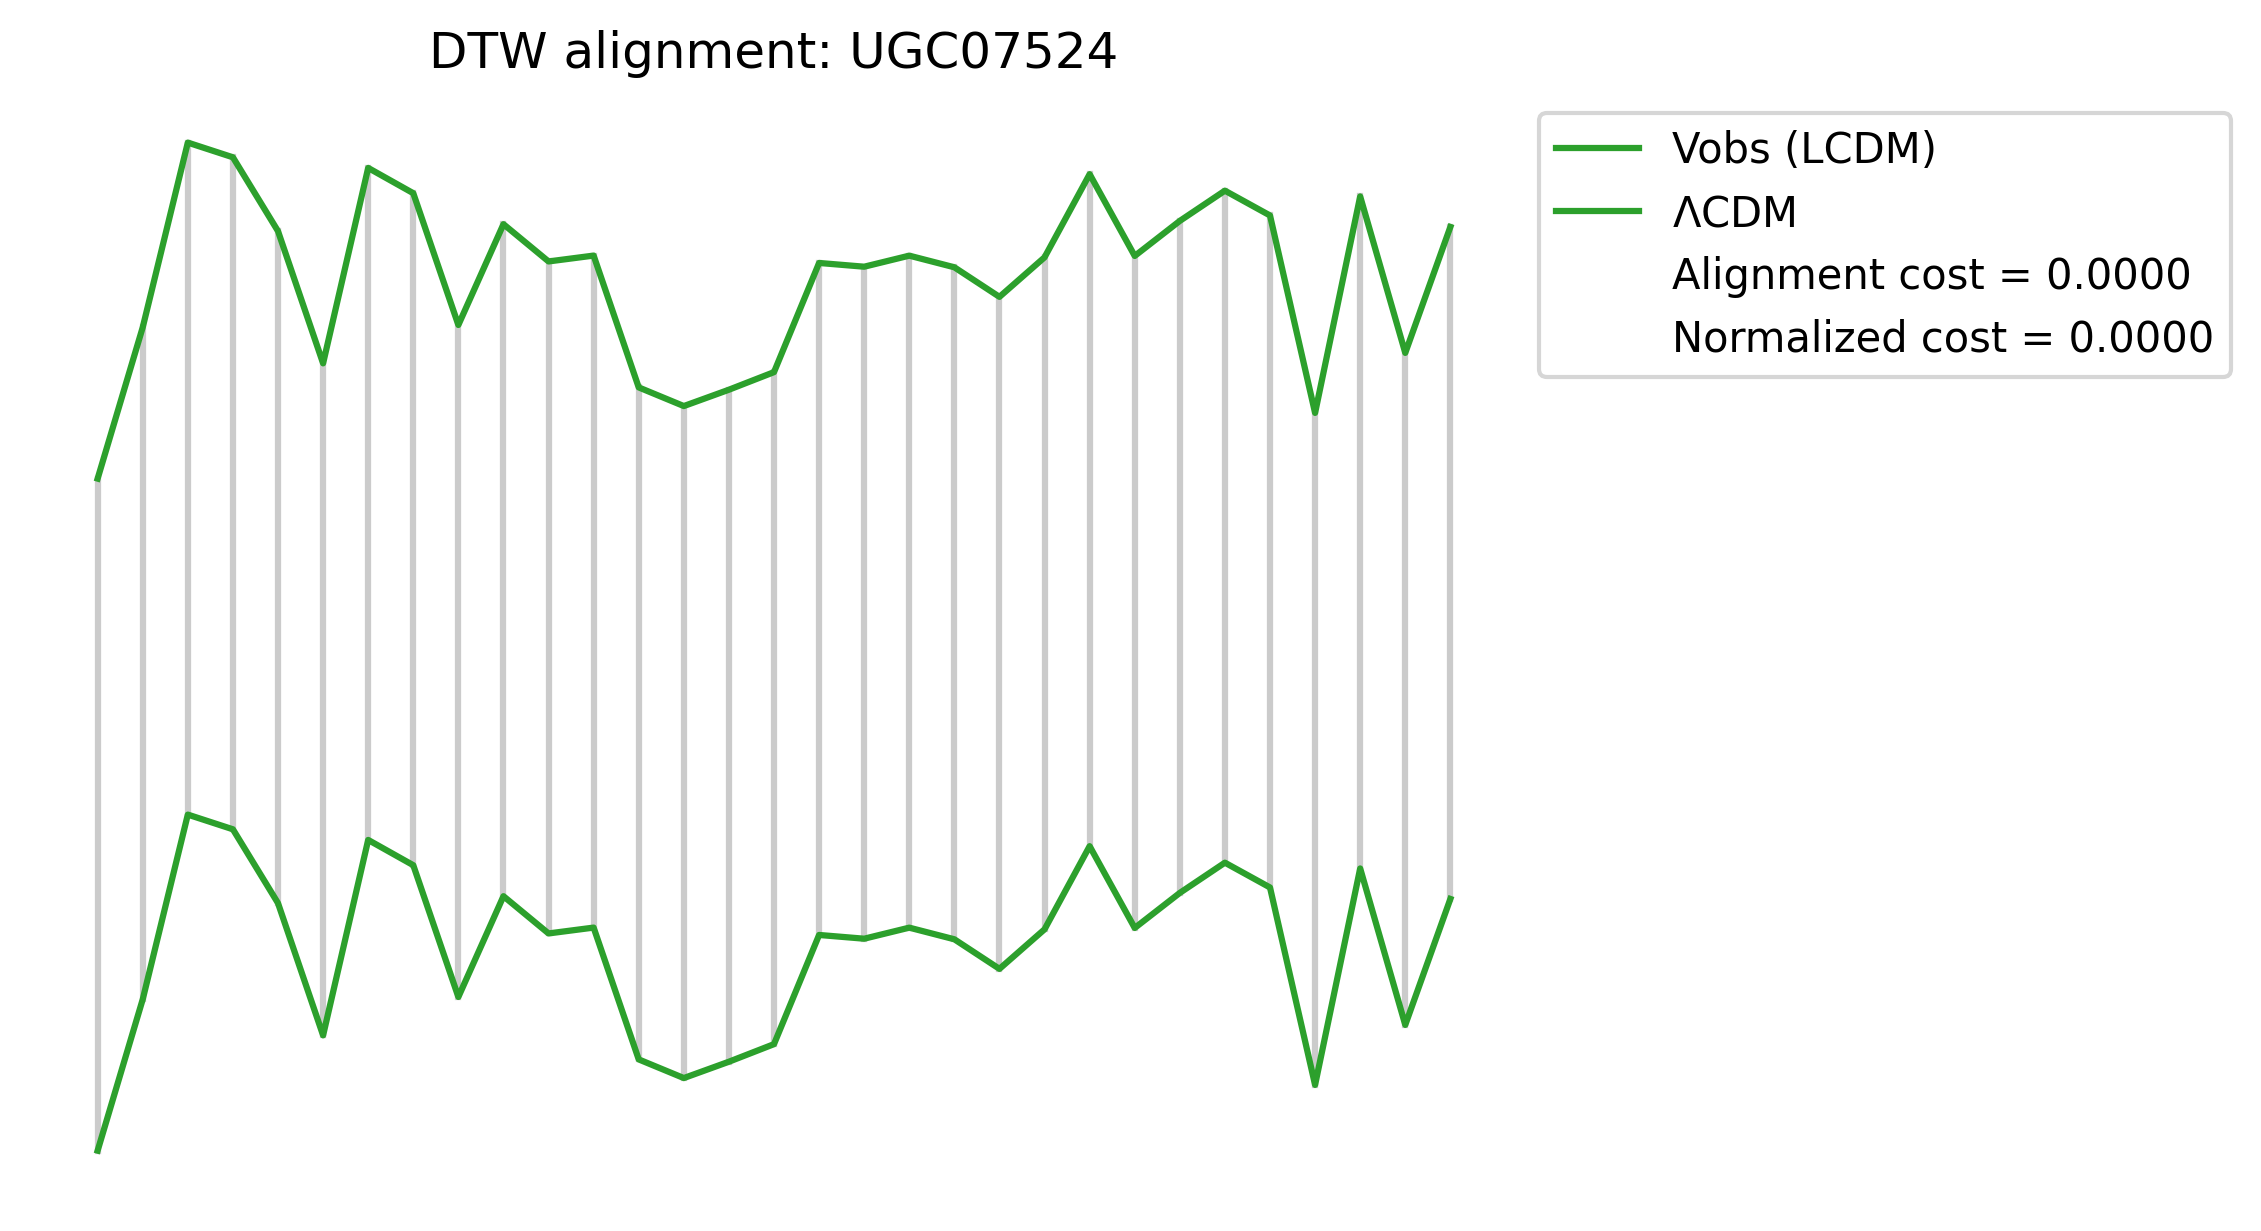 DTW alignment: UGC07524
Vobs (LCDM)
ΛCDM
Alignment cost = 0.0000
Normalized cost = 0.0000